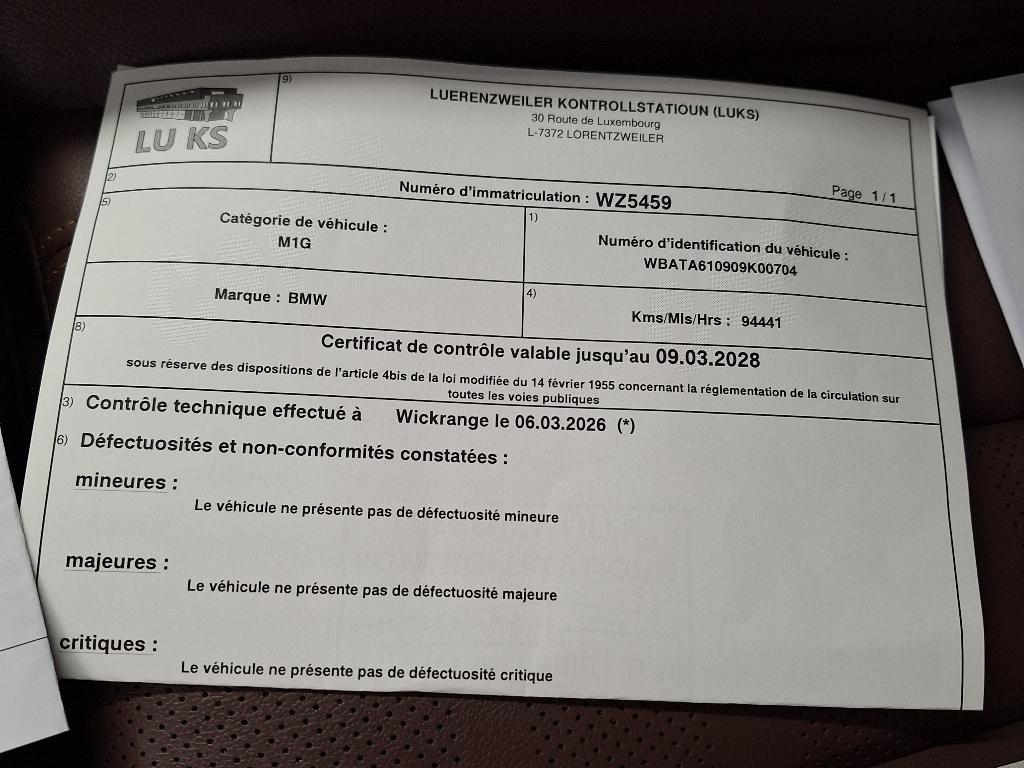 LU KS
9)
LUERENZWEILER KONTROLLSTATIOUN (LUKS)
30 Route de Luxembourg
L-7372 LORENTZWEILER
2)
Numéro d'immatriculation : WZ5459
Page 1 / 1
5)
Catégorie de véhicule :
M1G
1)
Numéro d'identification du véhicule :
WBATA610909K00704
Marque : BMW
4)
Kms/Mls/Hrs : 94441
8)
Certificat de contrôle valable jusqu'au 09.03.2028
sous réserve des dispositions de l'article 4bis de la loi modifiée du 14 février 1955 concernant la réglementation de la circulation sur
toutes les voies publiques
3) Contrôle technique effectué à Wickrange le 06.03.2026 (*)
6) Défectuosités et non-conformités constatées :
mineures :
Le véhicule ne présente pas de défectuosité mineure
majeures :
Le véhicule ne présente pas de défectuosité majeure
critiques :
Le véhicule ne présente pas de défectuosité critique